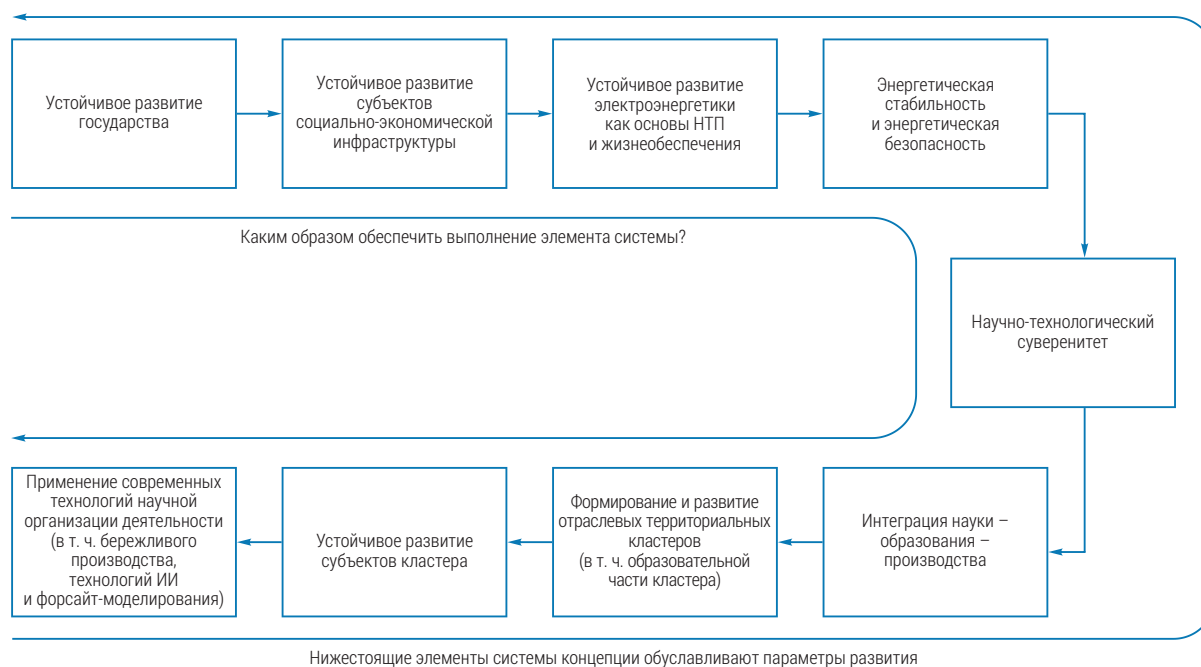 Устойчивое развитие
государства
Устойчивое развитие
субъектов
социально-экономической
инфраструктуры
Устойчивое развитие
электроэнергетики
как основы НТП
и жизнеобеспечения
Энергетическая
стабильность
и энергетическая
безопасность
Каким образом обеспечить выполнение элемента системы?
Научно-технологический
суверенитет
Применение современных
технологий научной
организации деятельности
(в т. ч. бережливого
производства,
технологий ИИ
и форсайт-моделирования)
Устойчивое развитие
субъектов кластера
Формирование и развитие
отраслевых территориальных
кластеров
(в т. ч. образовательной
части кластера)
Интеграция науки –
образования –
производства
Нижестоящие элементы системы концепции обуславливают параметры развития